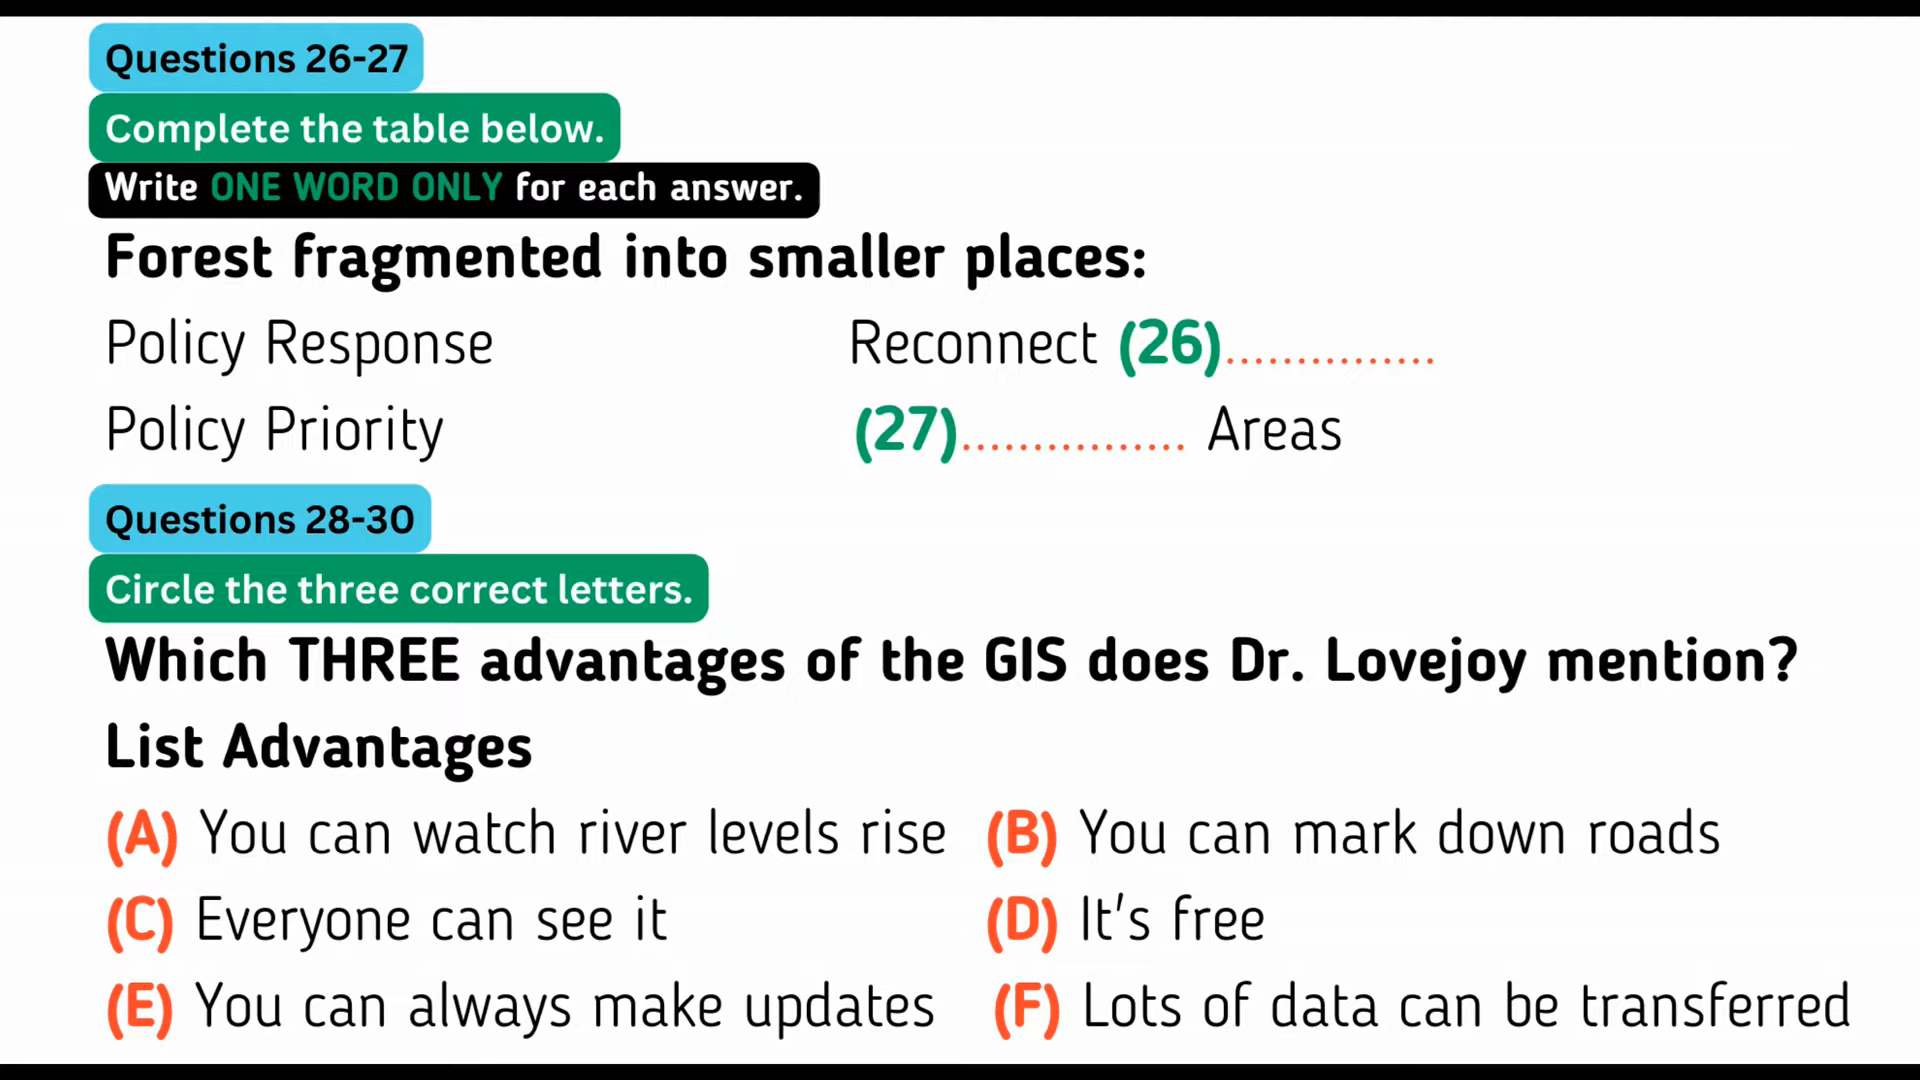 Questions 26-27
Complete the table below.
Write ONE WORD ONLY for each answer.
Forest fragmented into smaller places:
Policy Response Reconnect (26)...............
Policy Priority (27)................ Areas
Questions 28-30
Circle the three correct letters.
Which THREE advantages of the GIS does Dr. Lovejoy mention?
List Advantages
(A) You can watch river levels rise (B) You can mark down roads
(C) Everyone can see it (D) It's free
(E) You can always make updates (F) Lots of data can be transferred